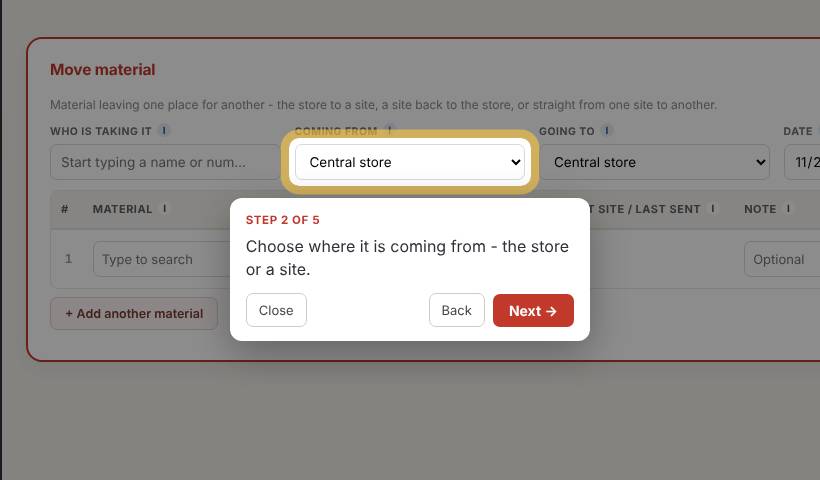 Move material
Material leaving one place for another - the store to a site, a site back to the store, or straight from one site to another.
WHO IS TAKING IT i
COMING FROM i
GOING TO i
DATE
Start typing a name or num...
Central store
Central store
11/2
# MATERIAL i
T SITE / LAST SENT i
NOTE i
1 Type to search
Optional
+ Add another material
STEP 2 OF 5
Choose where it is coming from - the store
or a site.
Close
Back
Next →